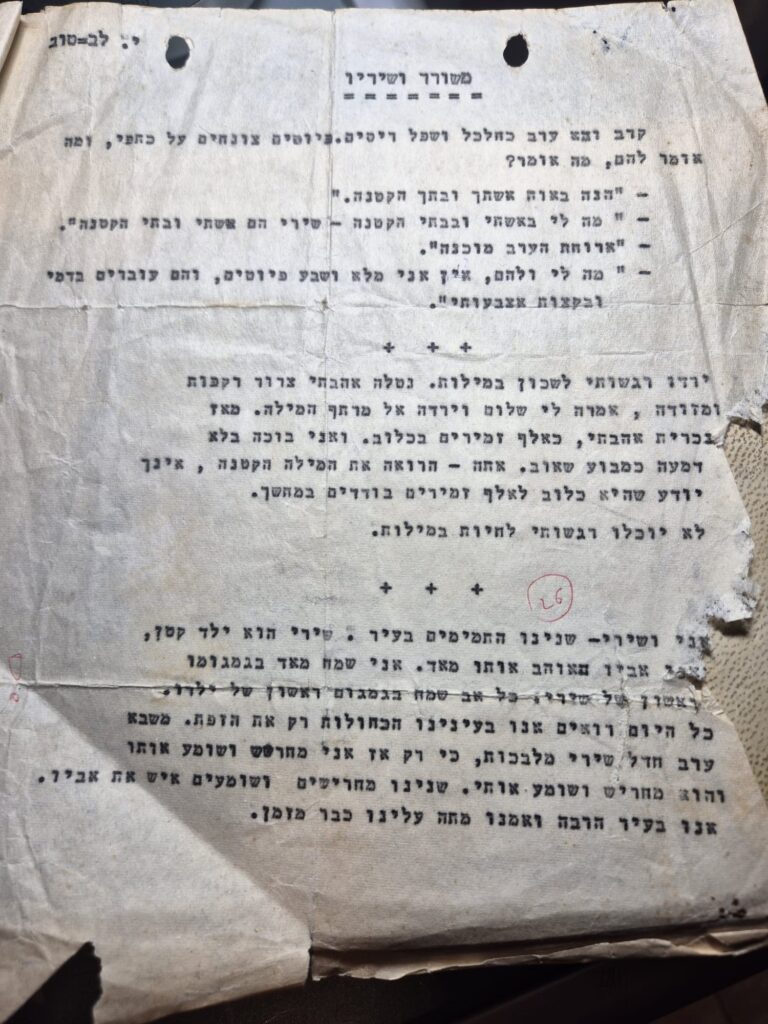 י. לב-טוב
משורר ושיריו
=======
קרב ובא ערב כחלכל ושפל ריסים. פיוטים צונחים על כתפי, ומה
אומר להם, מה אומר?
- "הנה באות אשתך ובתך הקטנה."
- " מה לי באשתי ובבתי הקטנה - שירי הם אשתי ובתי הקטנה".
- "ארוחת הערב מוכנה".
- " מה לי ולהם, אין אני מלא ושבע פיוטים, והם עוברים בדמי
ובקצות אצבעותי".
+ + +
ירדו רגשותי לשכון במילות. נטלה אהבתי צרור רקפות
ומזודה , אמרה לי שלום וירדה אל מרתף המילה. מאז
נכרית אהבתי, כאלף זמירים בכלוב. ואני בוכה בלא
דמעה כמבוע שאוב. אתה - הרואה את המילה הקטנה , אינך
יודע שהיא כלוב לאלף זמירים בודדים במחשך.
לא יוכלו רגשותי לחיות במילות.
+ + +
26
אני ושירי- שנינו התמימים בעיר . שירי הוא ילד קטן,
אביו האוהב אותו מאד. אני שמח מאד בגמגומו
ראשון של שירי. כל אב שמח בגמגום ראשון של ילדו.
כל היום רואים אנו בעינינו הכחולות רק את הזפת. משבא
ערב חדל שירי מלבכות, כי רק אז אני מחריש ושומע אותו
והוא מחריש ושומע אותי. שנינו מחרישים ושומעים איש את אביו.
אנו בעיר הרבה ואמנו מתה עלינו כבר מזמן.